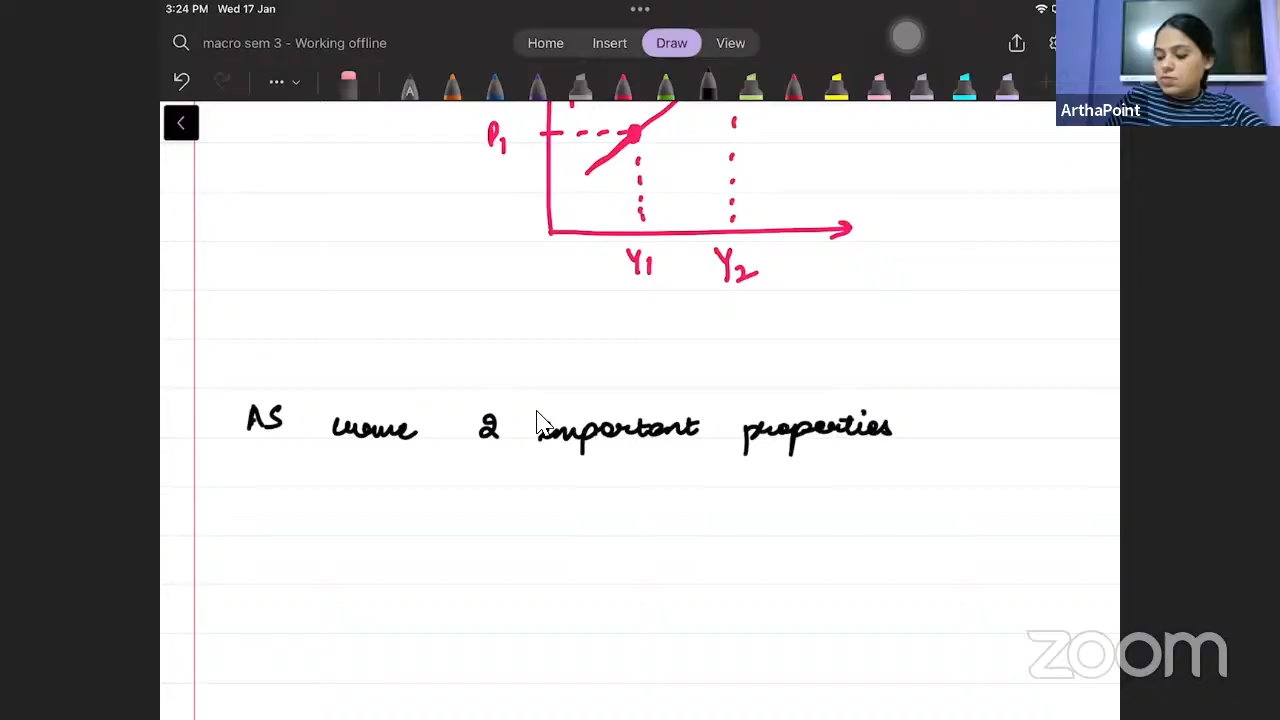 3:24 PM Wed 17 Jan
macro sem 3 - Working offline
Home Insert Draw View
A
ArthaPoint
P1
Y1 Y2
AS curve 2 important properties
zoom